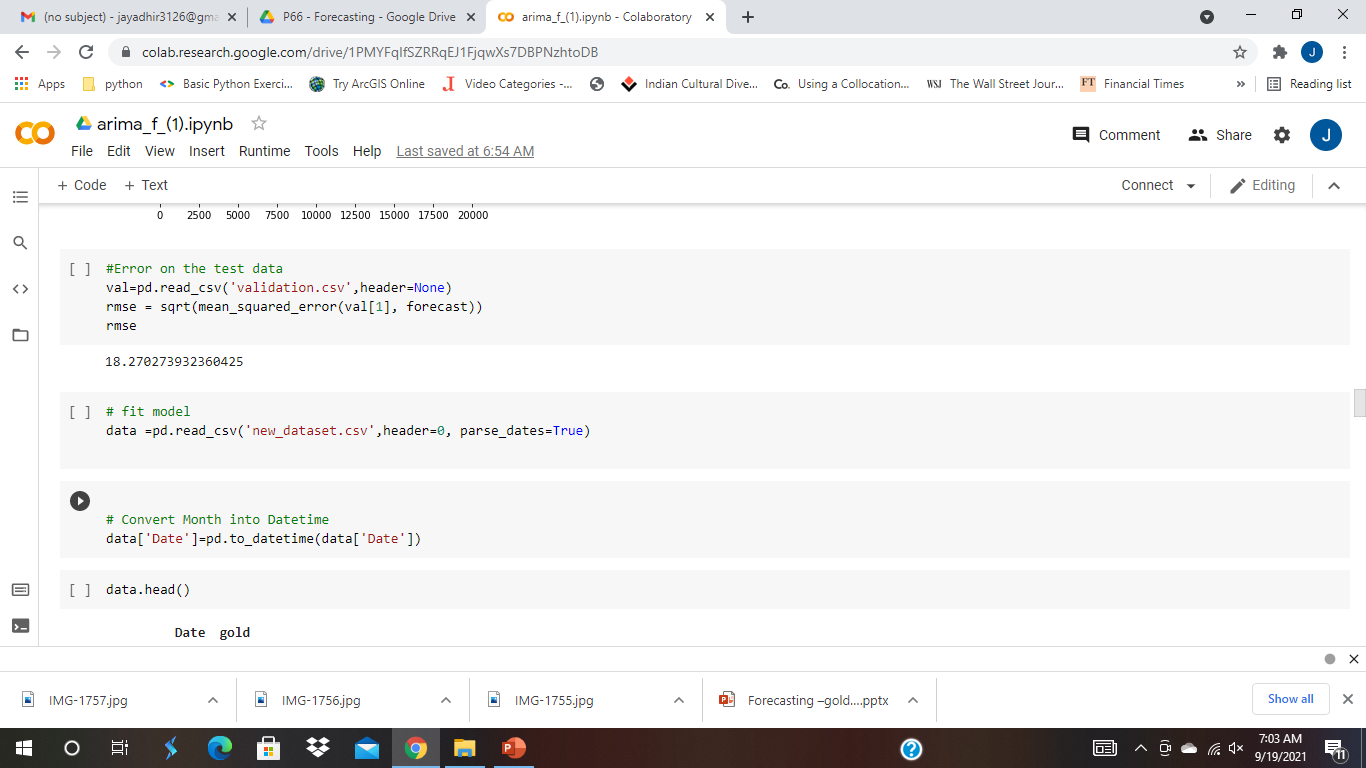 (no subject) - jayadhir3126@gma
P66 - Forecasting - Google Drive
arima_f_(1).ipynb - Colaboratory
colab.research.google.com/drive/1PMYFqIfSZRRqEJ1FjqwXs7DBPNzhtoDB
J
Apps
python
Basic Python Exerci...
Try ArcGIS Online
Video Categories -...
Indian Cultural Dive...
Co. Using a Collocation...
WSJ The Wall Street Jour...
FT Financial Times
»
Reading list
arima_f_(1).ipynb
Comment
Share
J
File Edit View Insert Runtime Tools Help Last saved at 6:54 AM
+ Code + Text
Connect
Editing
0 2500 5000 7500 10000 12500 15000 17500 20000
[ ] #Error on the test data
val=pd.read_csv('validation.csv',header=None)
rmse = sqrt(mean_squared_error(val[1], forecast))
rmse
18.270273932360425
[ ] # fit model
data =pd.read_csv('new_dataset.csv',header=0, parse_dates=True)
# Convert Month into Datetime
data['Date']=pd.to_datetime(data['Date'])
[ ] data.head()
Date gold
IMG-1757.jpg
IMG-1756.jpg
IMG-1755.jpg
Forecasting –gold....pptx
Show all
7:03 AM
9/19/2021
11